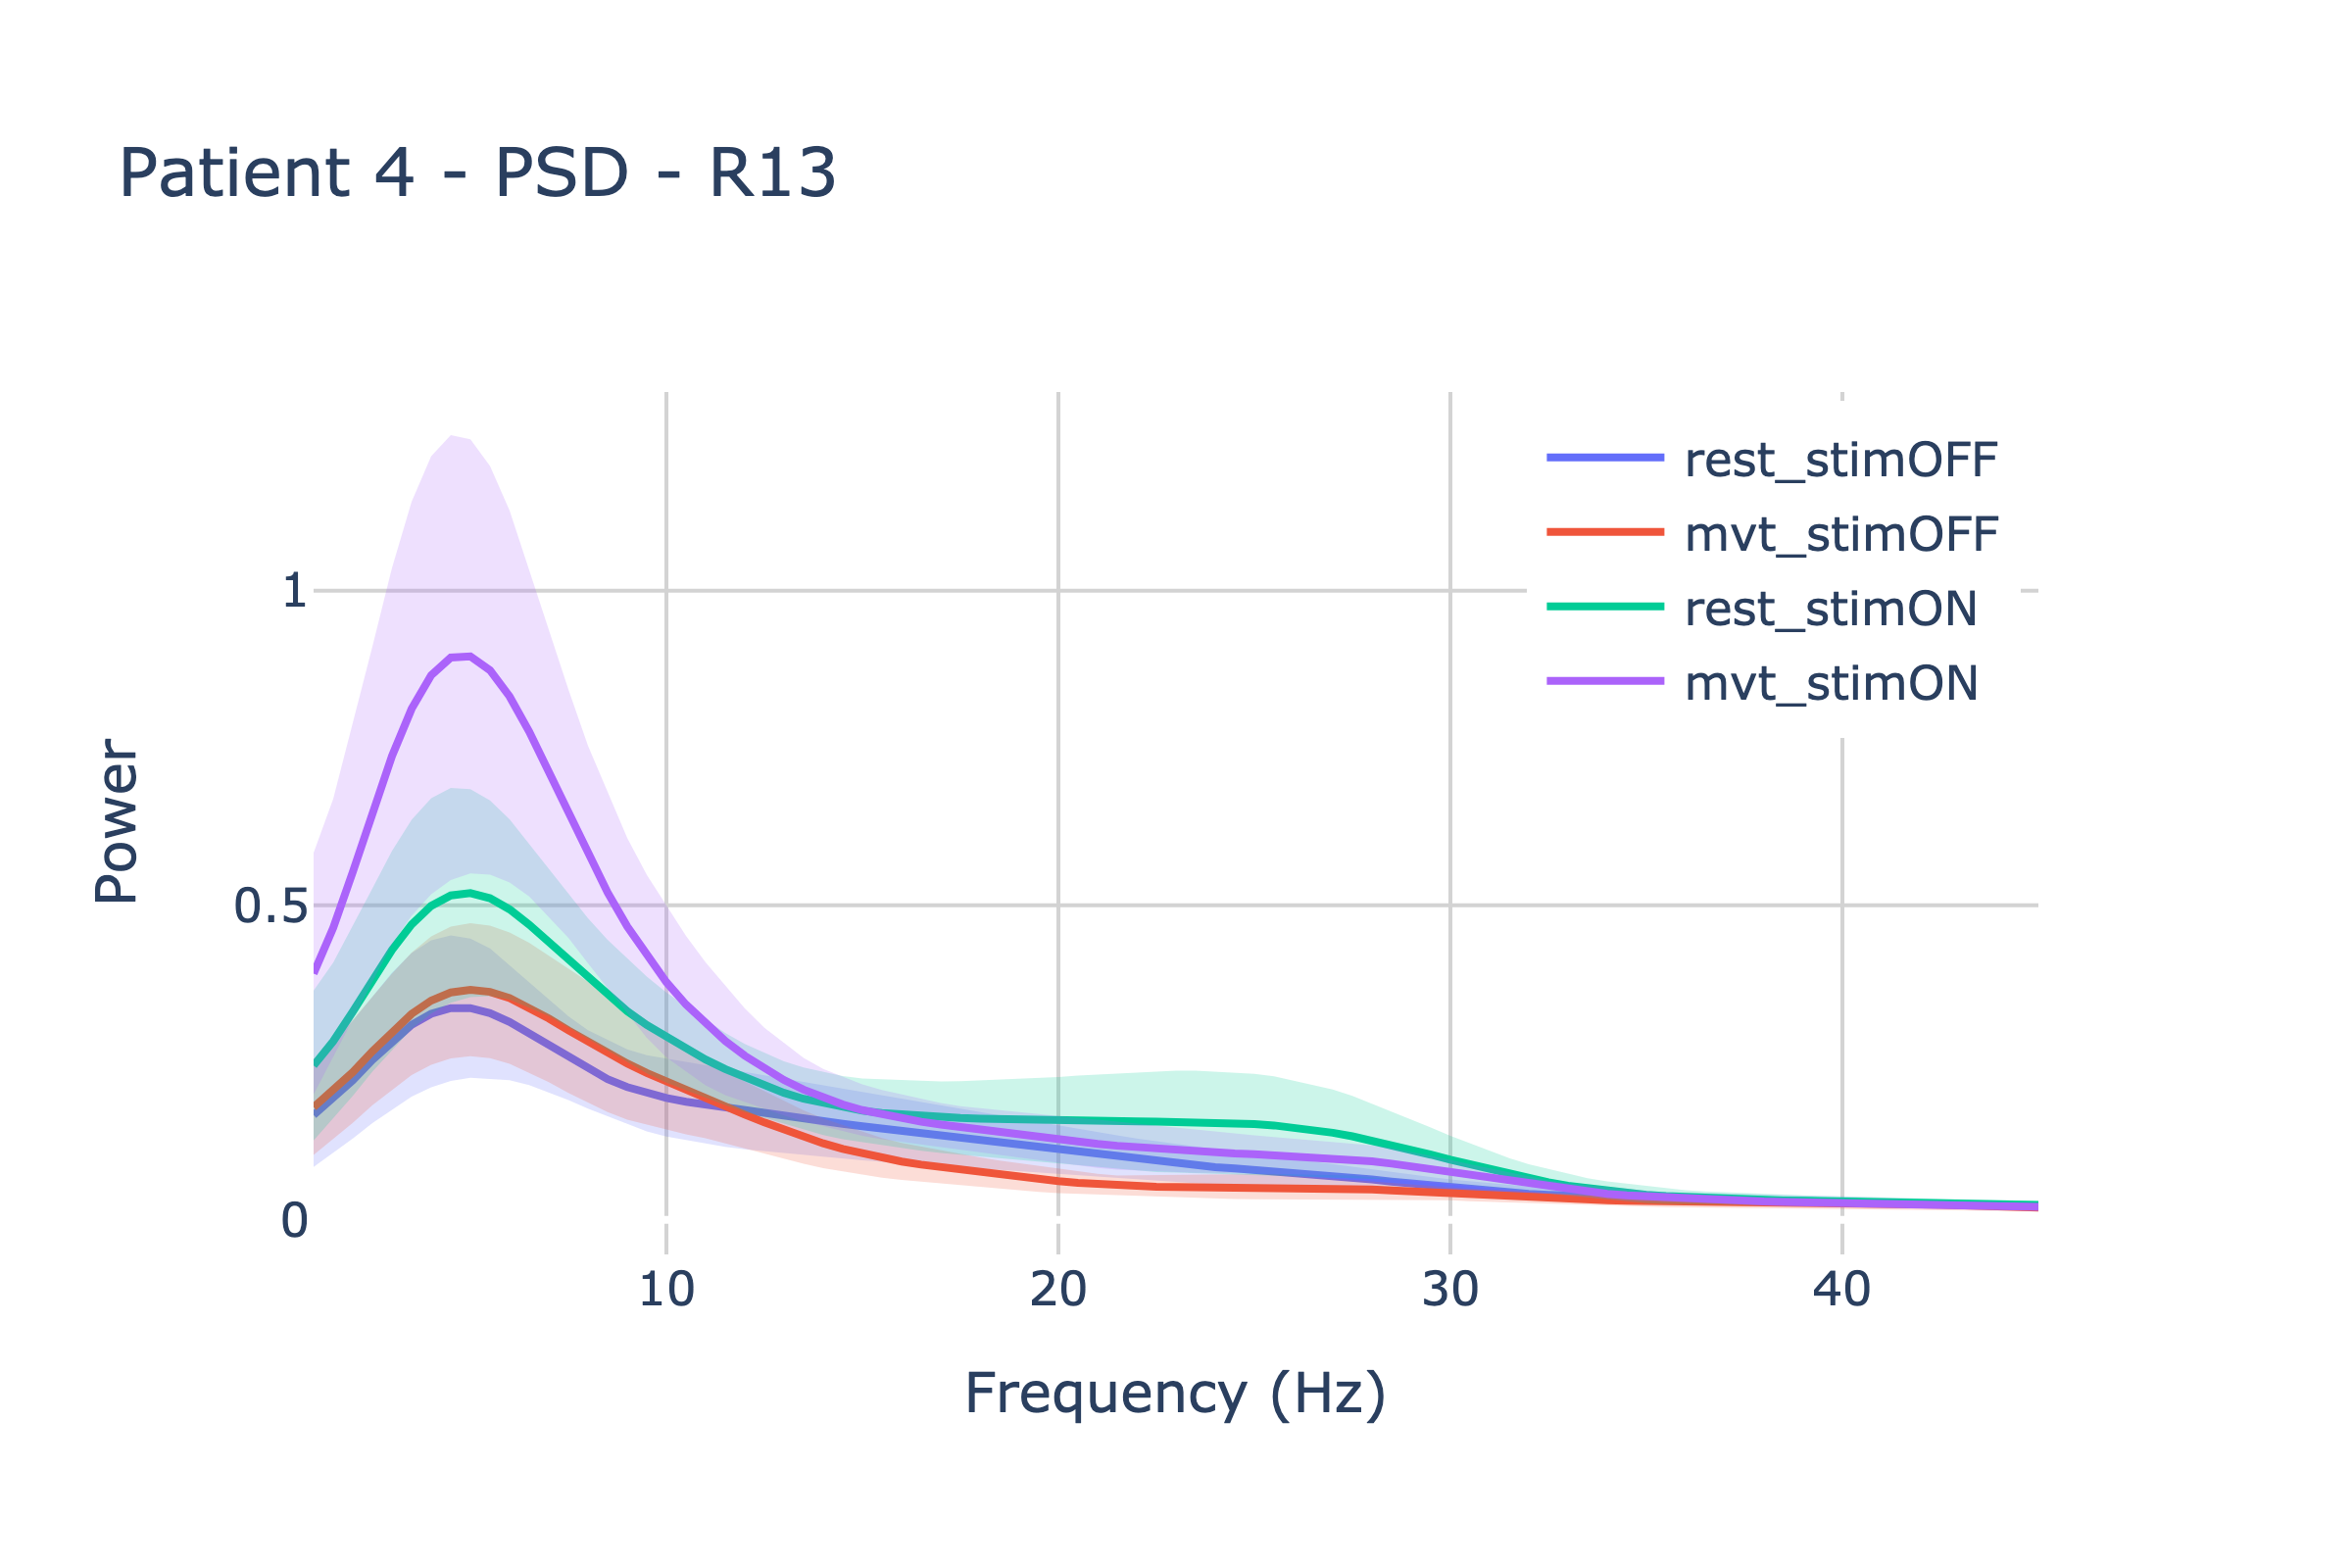 Patient 4 - PSD - R13
rest_stimOFF
mvt_stimOFF
rest_stimON
mvt_stimON
1
0.5
0
Power
10 20 30 40
Frequency (Hz)